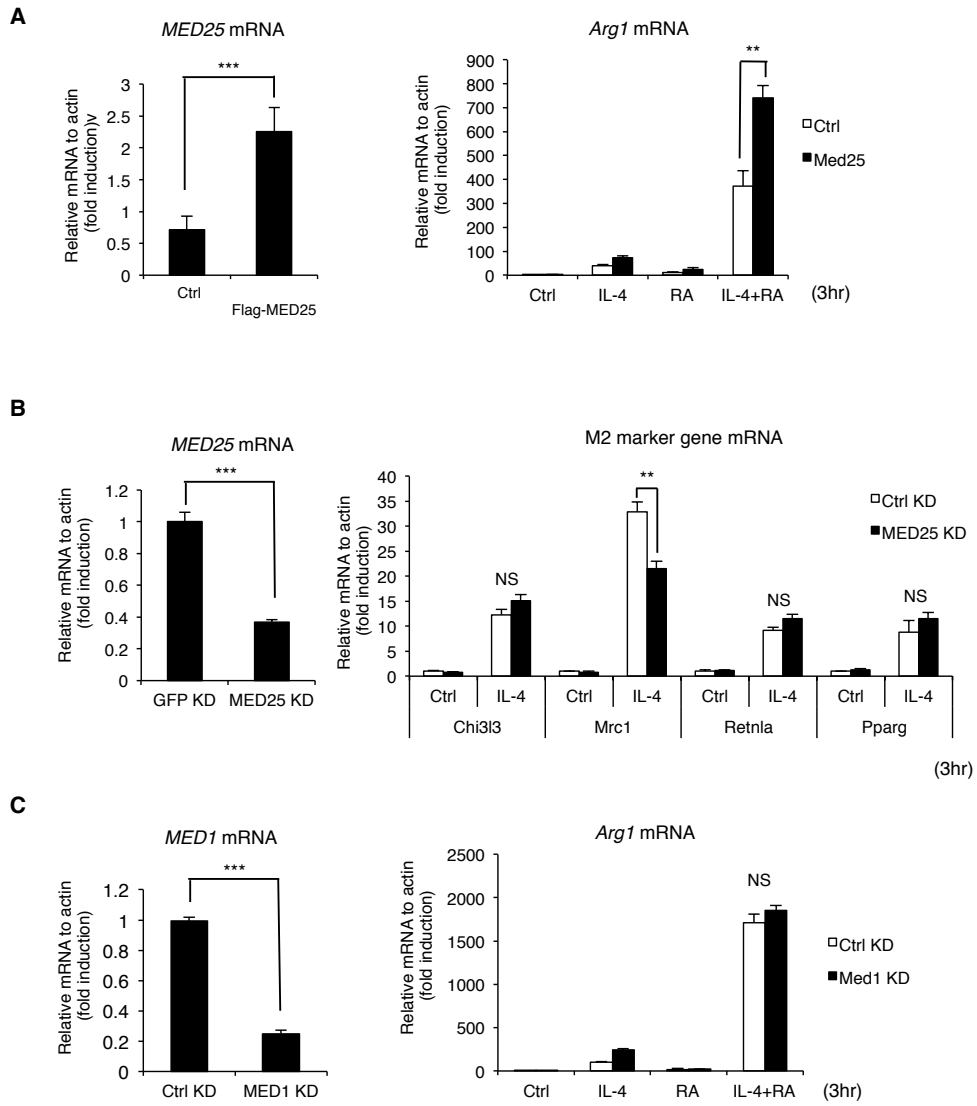 A
MED25 mRNA
***
Relative mRNA to actin
(fold induction)v
3
2.5
2
1.5
1
0.5
0
Ctrl
Flag-MED25
Arg1 mRNA
**
Relative mRNA to actin
(fold induction)
900
800
700
600
500
400
300
200
100
0
Ctrl
Med25
Ctrl IL-4 RA IL-4+RA (3hr)
B
MED25 mRNA
***
Relative mRNA to actin
(fold induction)
1.2
1
0.8
0.6
0.4
0.2
0
GFP KD MED25 KD
M2 marker gene mRNA
Relative mRNA to actin
(fold induction)
40
35
30
25
20
15
10
5
0
NS
**
NS
NS
Ctrl KD
MED25 KD
Ctrl IL-4 Ctrl IL-4 Ctrl IL-4 Ctrl IL-4
Chi3l3 Mrc1 Retnla Pparg
(3hr)
C
MED1 mRNA
***
Relative mRNA to actin
(fold induction)
1.2
1
0.8
0.6
0.4
0.2
0
Ctrl KD MED1 KD
Arg1 mRNA
Relative mRNA to actin
(fold induction)
2500
2000
1500
1000
500
0
NS
Ctrl KD
Med1 KD
Ctrl IL-4 RA IL-4+RA (3hr)